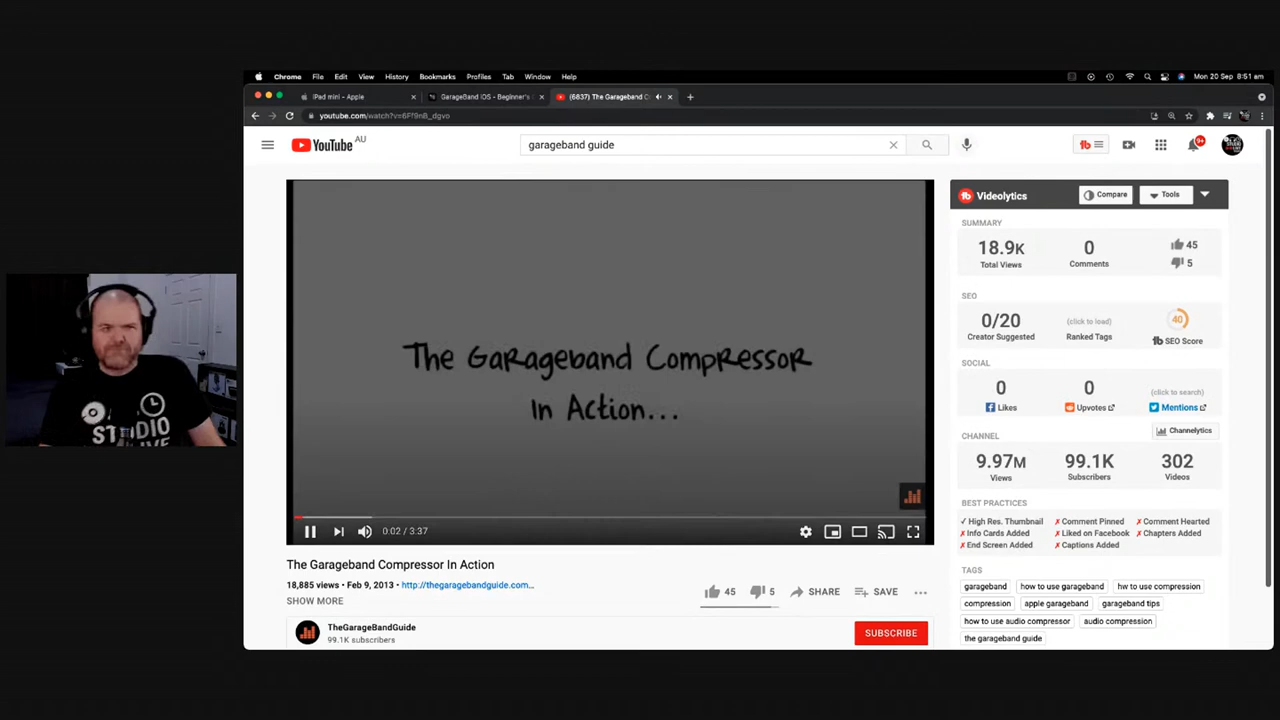 Chrome File Edit View History Bookmarks Profiles Tab Window Help
Mon 20 Sep 8:51 am
iPad mini - Apple
GarageBand iOS - Beginner's
(6837) The Garageband C
youtube.com/watch?v=6Ff9nB_dgvo
YouTube AU
garageband guide
tb
9+
The Garageband Compressor
In Action...
0:02 / 3:37
The Garageband Compressor In Action
18,885 views • Feb 9, 2013 • http://thegaragebandguide.com...
45 5 SHARE SAVE
SHOW MORE
TheGarageBandGuide
99.1K subscribers
SUBSCRIBE
tb Videolytics Compare Tools
SUMMARY
18.9K 0 45
Total Views Comments 5
SEO
0/20 (click to load) 40
Creator Suggested Ranked Tags tb SEO Score
SOCIAL
0 0 (click to search)
Likes Upvotes Mentions
Channelytics
CHANNEL
9.97M 99.1K 302
Views Subscribers Videos
BEST PRACTICES
✓ High Res. Thumbnail ✗ Comment Pinned ✗ Comment Hearted
✗ Info Cards Added ✗ Liked on Facebook ✗ Chapters Added
✗ End Screen Added ✗ Captions Added
TAGS
garageband how to use garageband hw to use compression
compression apple garageband garageband tips
how to use audio compressor audio compression
the garageband guide
STUDIO
LIVE